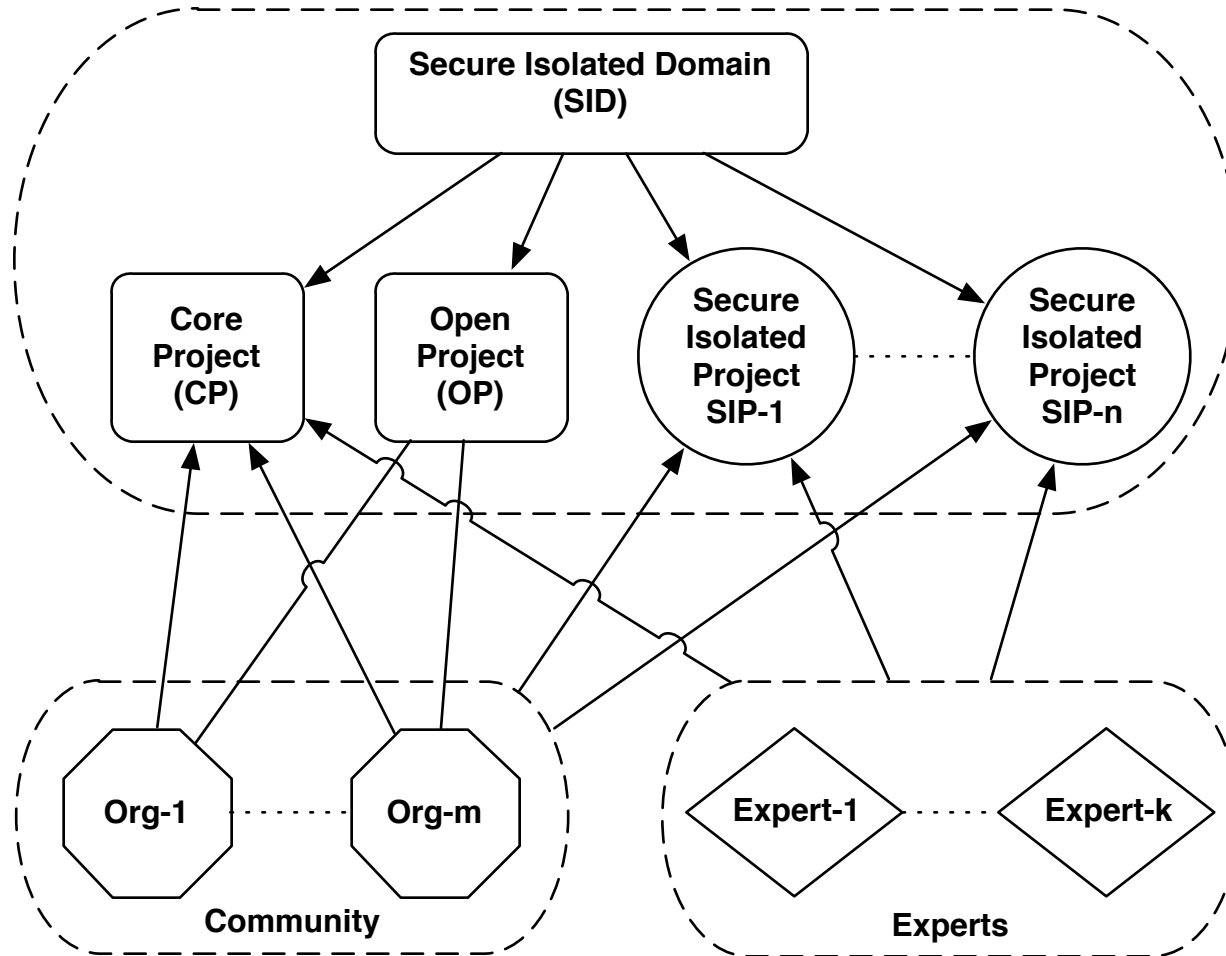 Secure Isolated Domain
(SID)
Core
Project
(CP)
Open
Project
(OP)
Secure
Isolated
Project
SIP-1
Secure
Isolated
Project
SIP-n
Org-1
Org-m
Community
Expert-1
Expert-k
Experts